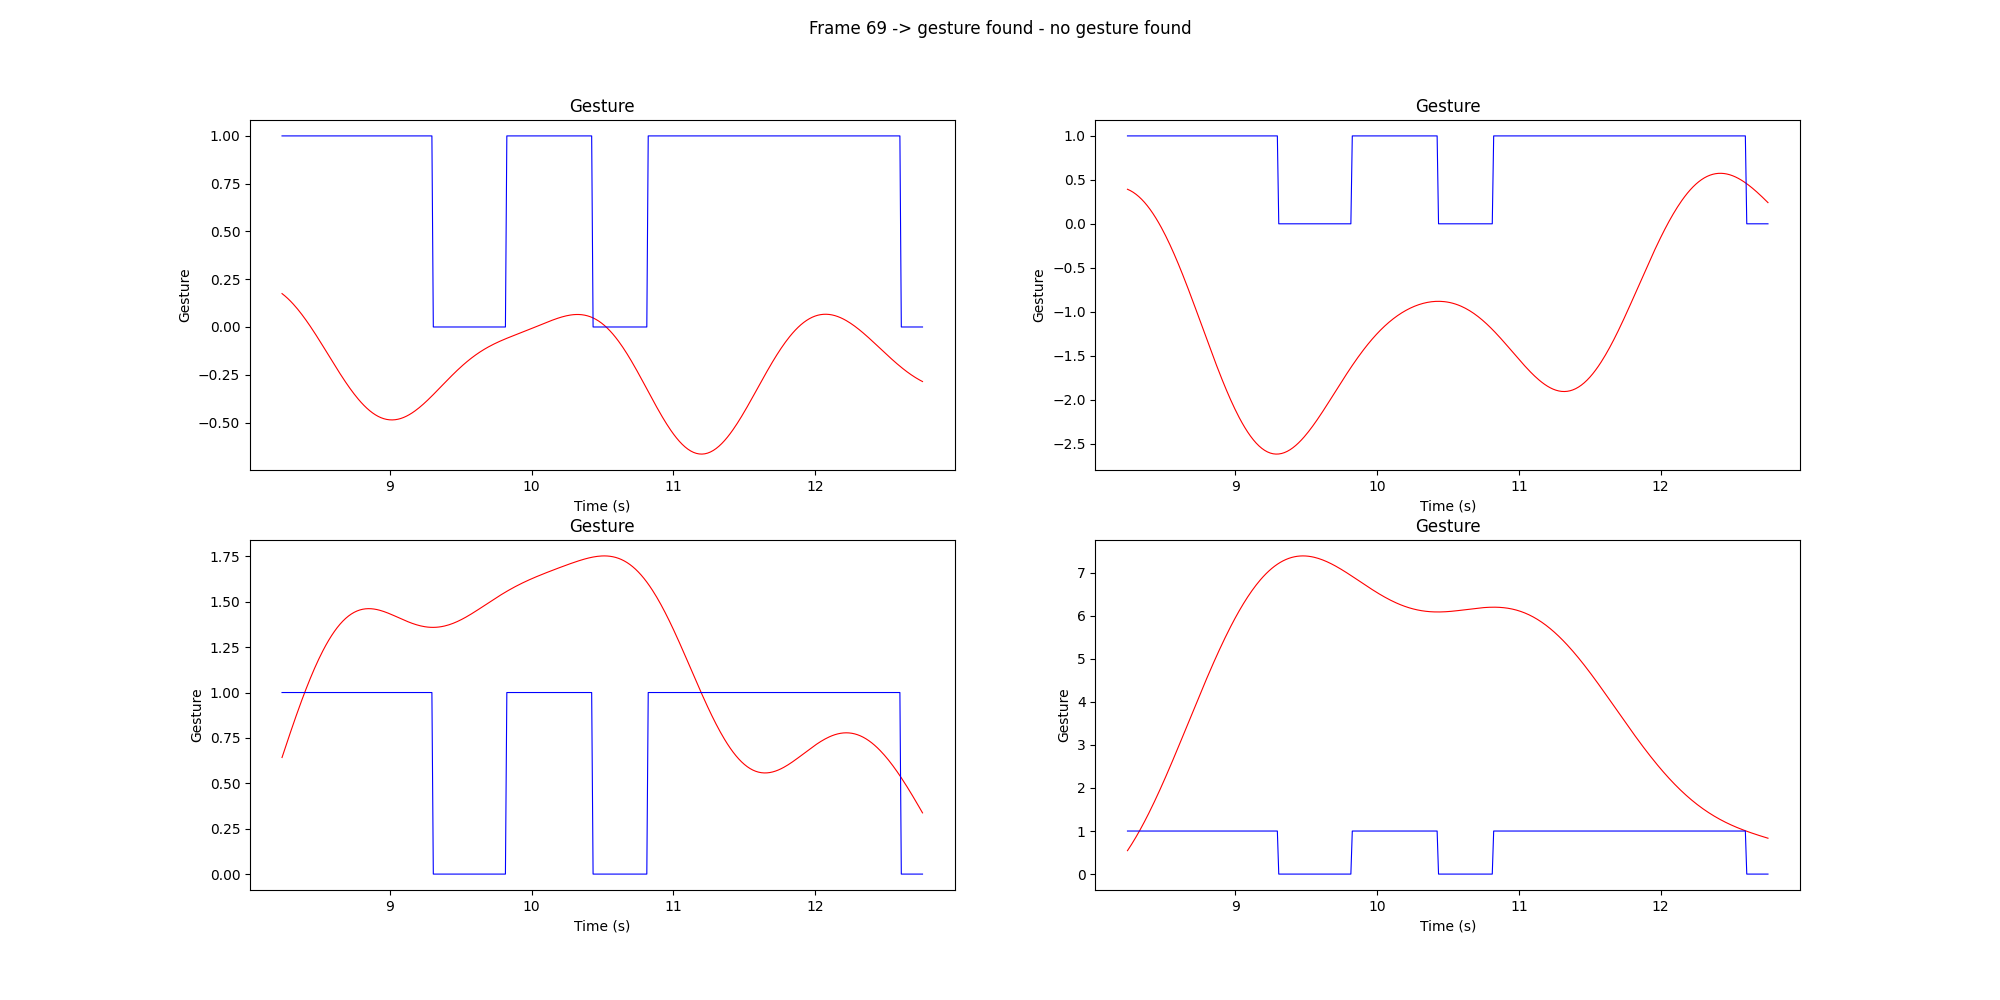 Frame 69 -> gesture found - no gesture found
Gesture
1.00
0.75
0.50
0.25
0.00
−0.25
−0.50
Gesture
9 10 11 12
Time (s)
Gesture
1.0
0.5
0.0
−0.5
−1.0
−1.5
−2.0
−2.5
Gesture
9 10 11 12
Time (s)
Gesture
1.75
1.50
1.25
1.00
0.75
0.50
0.25
0.00
Gesture
9 10 11 12
Time (s)
Gesture
7
6
5
4
3
2
1
0
Gesture
9 10 11 12
Time (s)